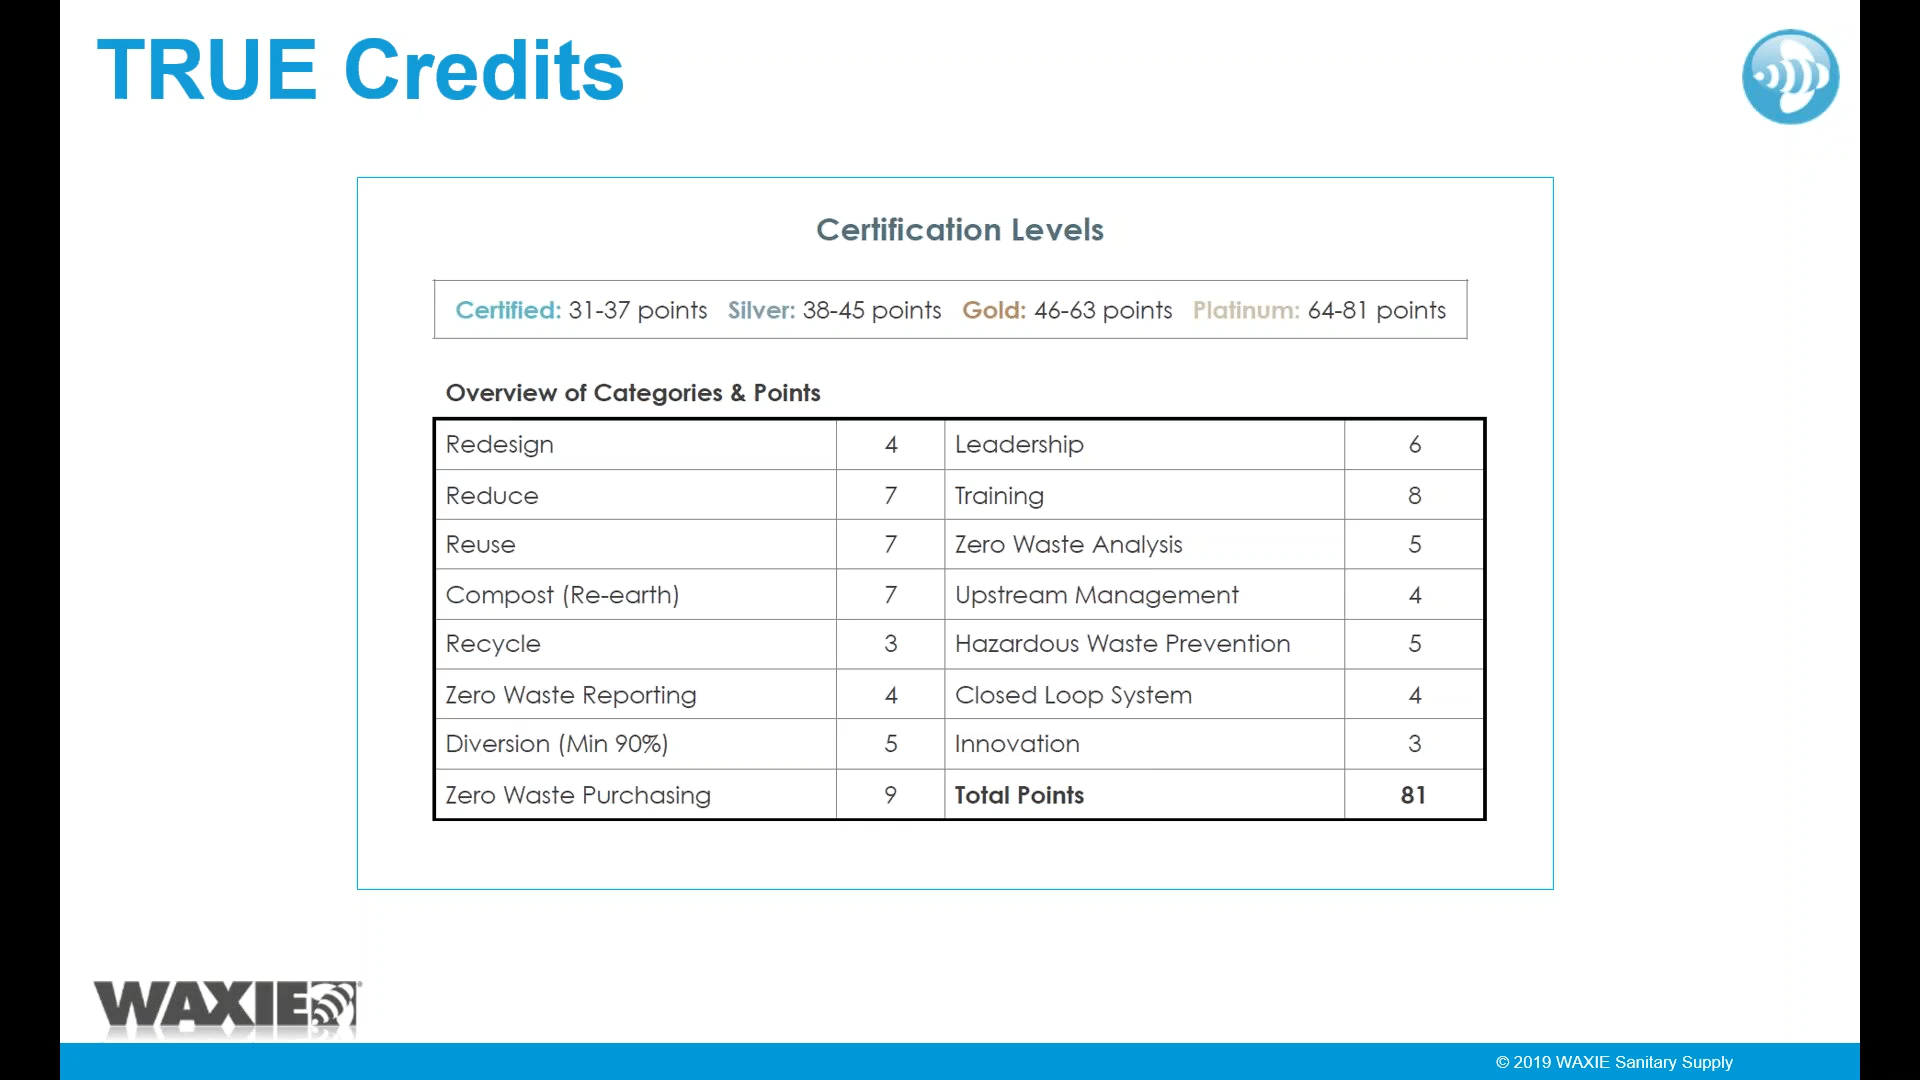 TRUE Credits
Certification Levels
Certified: 31-37 points Silver: 38-45 points Gold: 46-63 points Platinum: 64-81 points
Overview of Categories & Points
Redesign 4 Leadership 6
Reduce 7 Training 8
Reuse 7 Zero Waste Analysis 5
Compost (Re-earth) 7 Upstream Management 4
Recycle 3 Hazardous Waste Prevention 5
Zero Waste Reporting 4 Closed Loop System 4
Diversion (Min 90%) 5 Innovation 3
Zero Waste Purchasing 9 Total Points 81
WAXIE
© 2019 WAXIE Sanitary Supply